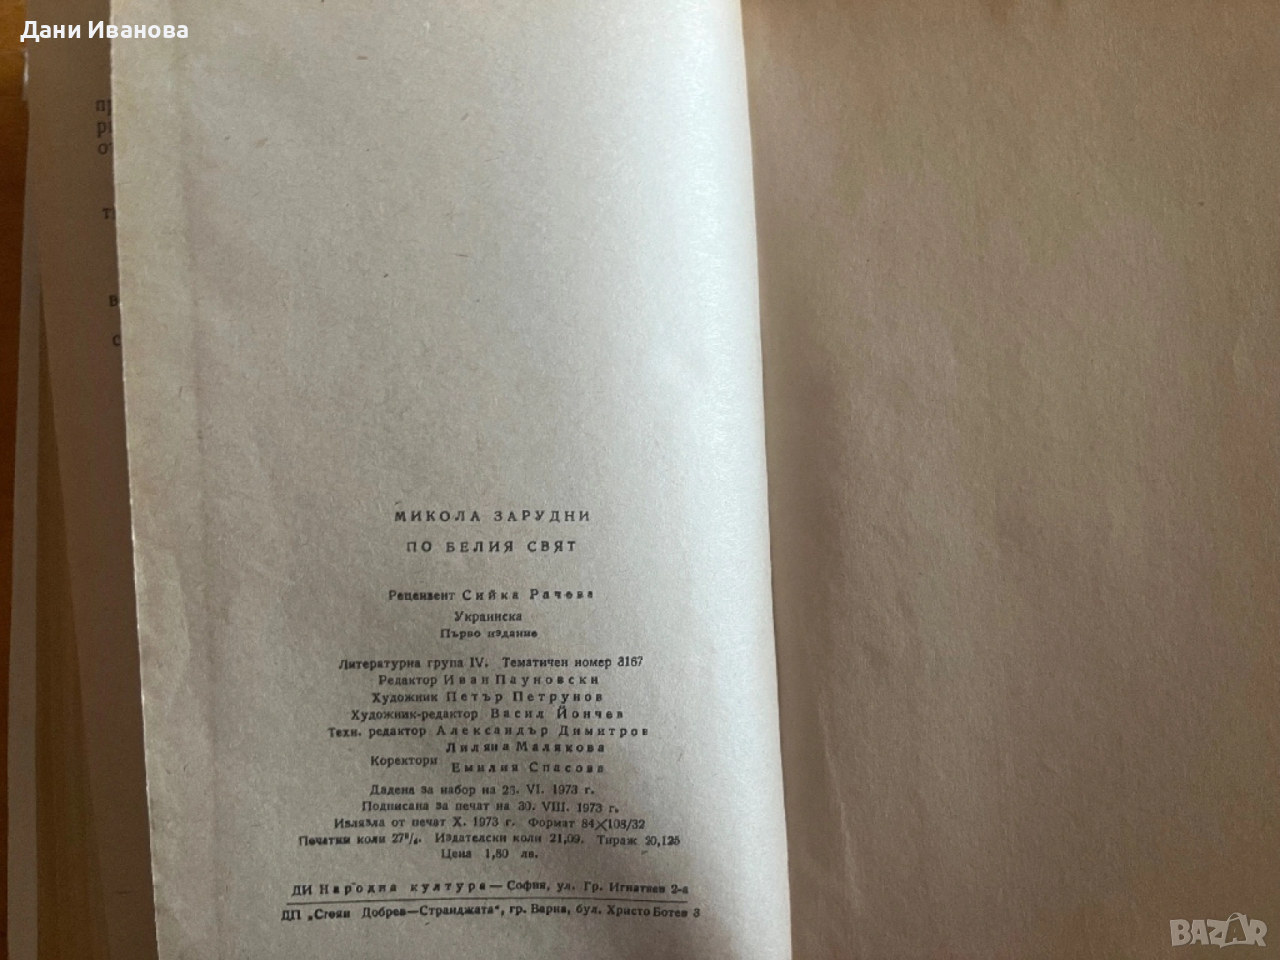 Дани Иванова
МИКОЛА ЗАРУДНИ
ПО БЕЛИЯ СВЯТ
Рецензент Сийка Рачева
Украинска
Първо издание
Литературна група IV. Тематичен номер 3167
Редактор Иван Пауновски
Художник Петър Петрунов
Художник-редактор Васил Йончев
Техн. редактор Александър Димитров
Коректори Лиляна Малякова
Емилия Спасова
Дадена за набор на 25. VI. 1973 г.
Подписана за печат на 30. VIII. 1973 г.
Излязла от печат X. 1973 г. Формат 84×108/32
Печатни коли Издателски коли 21,09. Тираж 20,125
Цена 1,80 лв.
ДИ Народна култура — София, ул. Гр. Игнатиев 2-а
ДП „Стоян Добрев—Странджата“, гр. Варна, бул. Христо Ботев 3
BAZAR